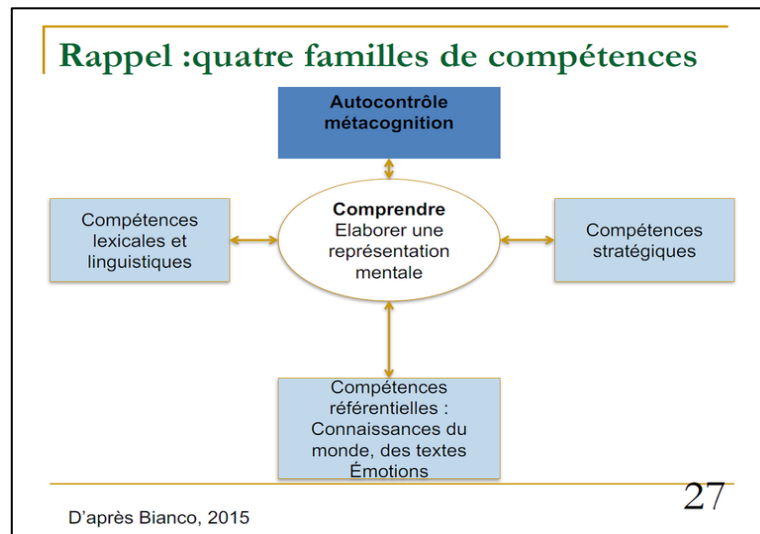 Rappel :quatre familles de compétences
Autocontrôle
métacognition
Compétences
lexicales et
linguistiques
Comprendre
Elaborer une
représentation
mentale
Compétences
stratégiques
Compétences
référentielles :
Connaissances du
monde, des textes
Émotions
D'après Bianco, 2015
27